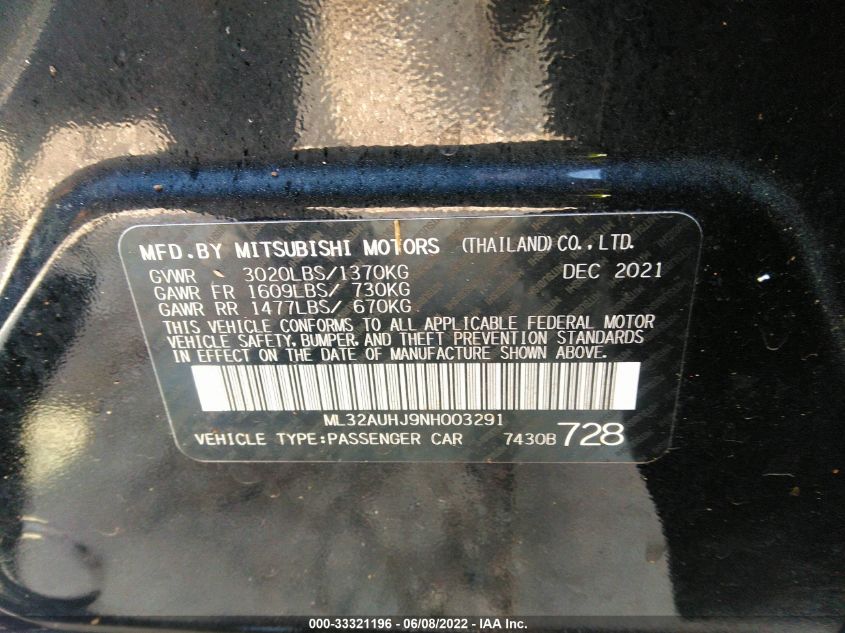 MFD.BY MITSUBISHI MOTORS (THAILAND)CO.,LTD.
GVWR 3020LBS/1370KG DEC 2021
GAWR FR 1609LBS/ 730KG
GAWR RR 1477LBS/ 670KG
THIS VEHICLE CONFORMS TO ALL APPLICABLE FEDERAL MOTOR
VEHICLE SAFETY, BUMPER, AND THEFT PREVENTION STANDARDS
IN EFFECT ON THE DATE OF MANUFACTURE SHOWN ABOVE.
ML32AUHJ9NH003291
VEHICLE TYPE:PASSENGER CAR 7430B 728
000-33321196 - 06/08/2022 - IAA Inc.